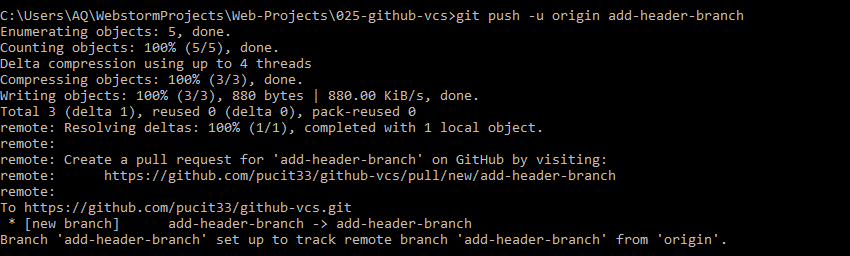 C:\Users\AQ\WebstormProjects\Web-Projects\025-github-vcs>git push -u origin add-header-branch
Enumerating objects: 5, done.
Counting objects: 100% (5/5), done.
Delta compression using up to 4 threads
Compressing objects: 100% (3/3), done.
Writing objects: 100% (3/3), 880 bytes | 880.00 KiB/s, done.
Total 3 (delta 1), reused 0 (delta 0), pack-reused 0
remote: Resolving deltas: 100% (1/1), completed with 1 local object.
remote:
remote: Create a pull request for 'add-header-branch' on GitHub by visiting:
remote:      https://github.com/pucit33/github-vcs/pull/new/add-header-branch
remote:
To https://github.com/pucit33/github-vcs.git
 * [new branch]      add-header-branch -> add-header-branch
Branch 'add-header-branch' set up to track remote branch 'add-header-branch' from 'origin'.